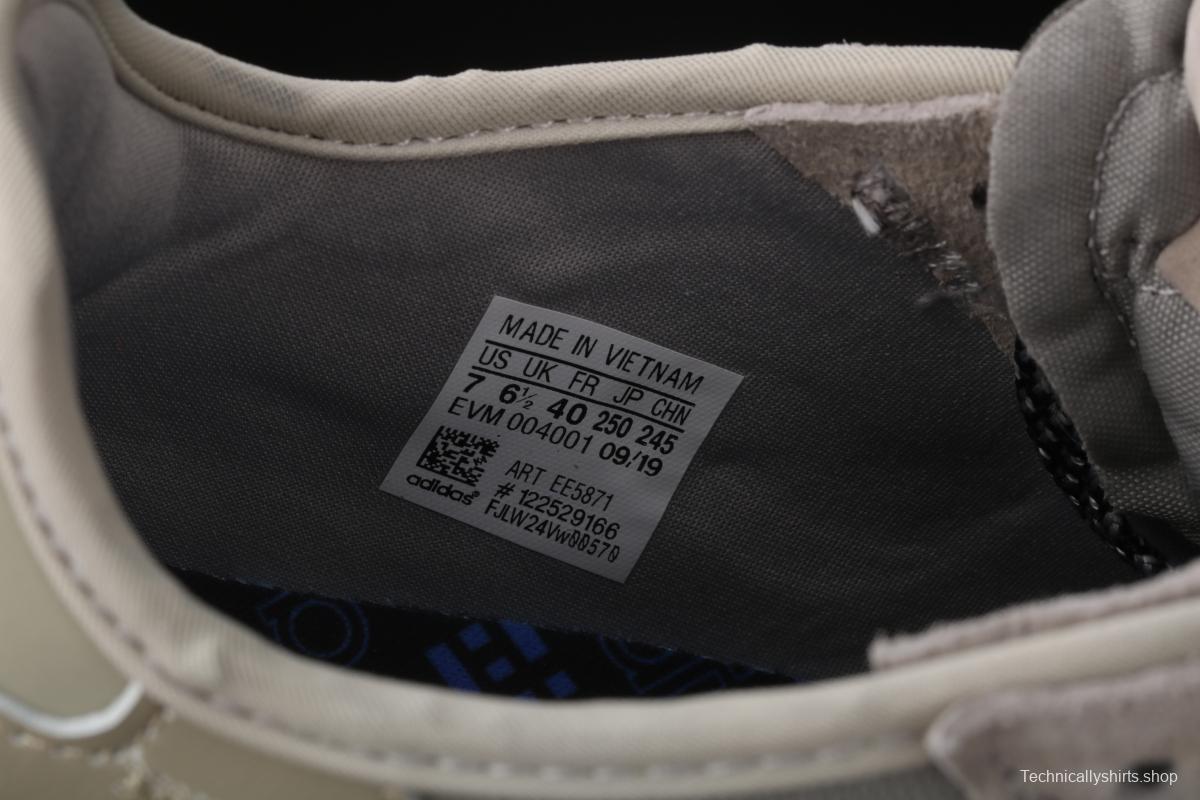 MADE IN VIETNAM
US UK FR JP CHN
7 6½ 40 250 245
EVM 004001 09/19
ART EE5871
# 122529166
adidas®
FJLW24Vw00570
Technicallyshirts.shop